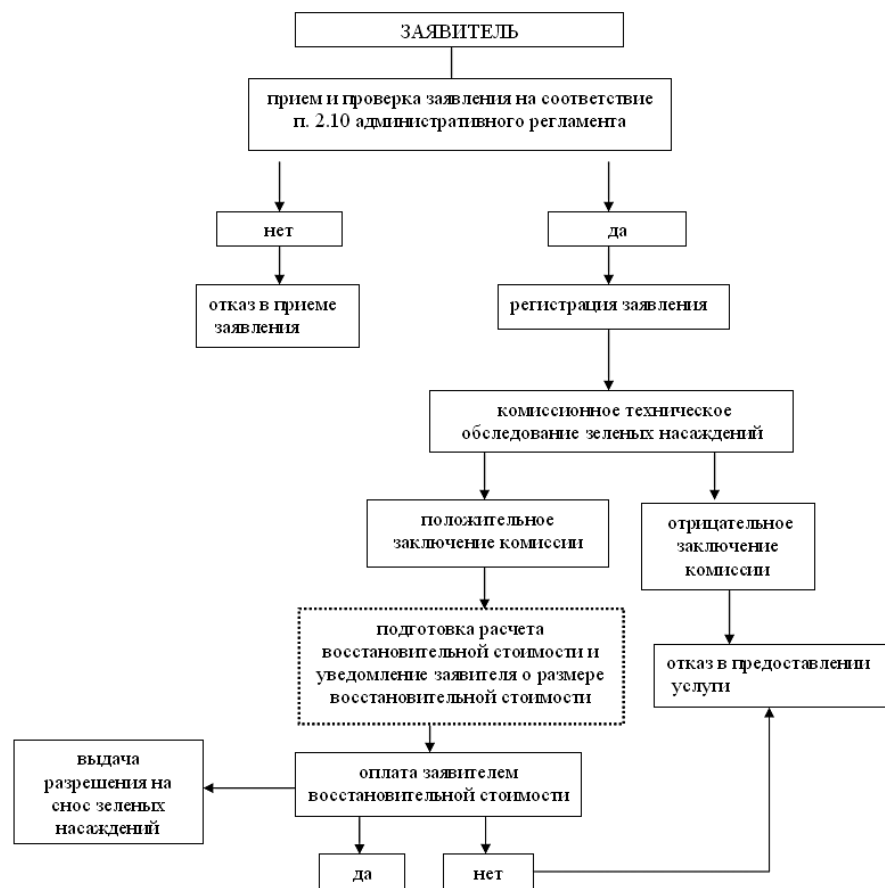 ЗАЯВИТЕЛЬ
прием и проверка заявления на соответствие
п. 2.10 административного регламента
нет
да
отказ в приеме
заявления
регистрация заявления
комиссионное техническое
обследование зеленых насаждений
положительное
заключение комиссии
отрицательное
заключение
комиссии
подготовка расчета
восстановительной стоимости и
уведомление заявителя о размере
восстановительной стоимости
отказ в предоставлении
услуги
выдача
разрешения на
снос зеленых
насаждений
оплата заявителем
восстановительной стоимости
да
нет